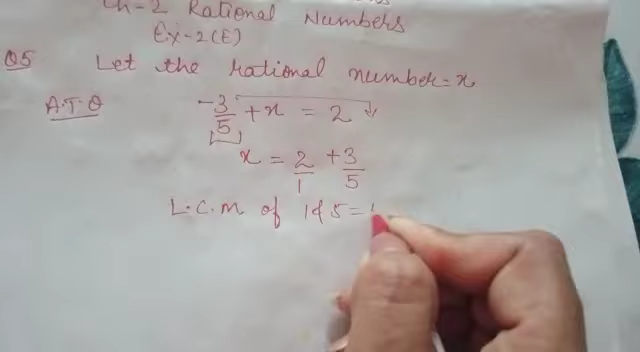 Ch-2 Rational Numbers
Ex-2(E)
Q5 Let the rational number = x
A.T.Q -3/5 + x = 2
x = 2/1 + 3/5
L.C.M of 1&5 =